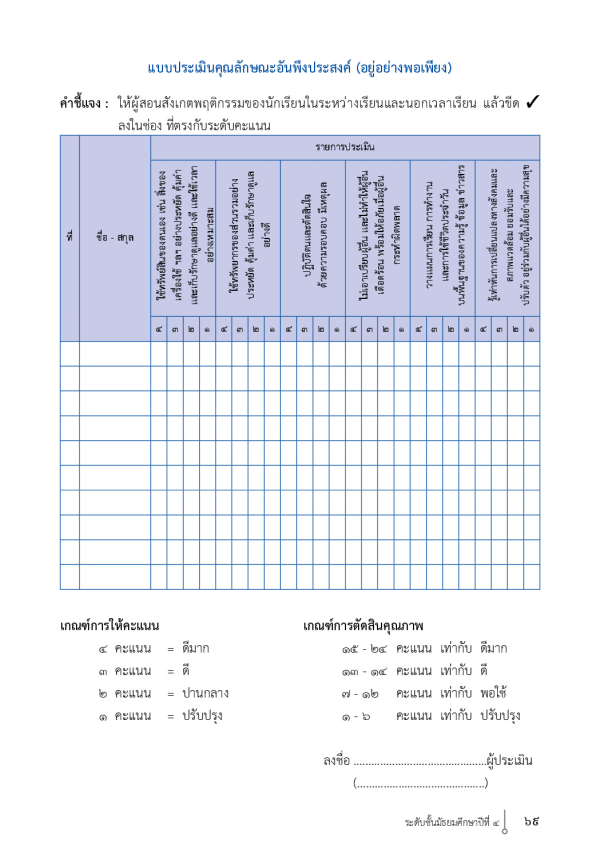 แบบประเมินคุณลักษณะอันพึงประสงค์ (อยู่อย่างพอเพียง)
คำชี้แจง : ให้ผู้สอนสังเกตพฤติกรรมของนักเรียนในระหว่างเรียนและนอกเวลาเรียน แล้วขีด ✓
ลงในช่อง ที่ตรงกับระดับคะแนน
รายการประเมิน
ที่
ชื่อ - สกุล
ใช้ทรัพย์สินของตนเอง เช่น สิ่งของ
เครื่องใช้ ฯลฯ อย่างประหยัด คุ้มค่า
และเก็บรักษาดูแลอย่างดี และใช้เวลา
อย่างเหมาะสม
ใช้ทรัพยากรของส่วนรวมอย่าง
ประหยัด คุ้มค่า และเก็บรักษาดูแล
อย่างดี
ปฏิบัติตนและตัดสินใจ
ด้วยความรอบคอบ มีเหตุผล
ไม่เอาเปรียบผู้อื่น และไม่ทำให้ผู้อื่น
เดือดร้อน พร้อมให้อภัยเมื่อผู้อื่น
กระทำผิดพลาด
วางแผนการเรียน การทำงาน
และการใช้ชีวิตประจำวัน
บนพื้นฐานของความรู้ ข้อมูล ข่าวสาร
รู้เท่าทันการเปลี่ยนแปลงทางสังคมและ
สภาพแวดล้อม ยอมรับและ
ปรับตัว อยู่ร่วมกับผู้อื่นได้อย่างมีความสุข
๔ ๓ ๒ ๑ ๔ ๓ ๒ ๑ ๔ ๓ ๒ ๑ ๔ ๓ ๒ ๑ ๔ ๓ ๒ ๑ ๔ ๓ ๒ ๑
เกณฑ์การให้คะแนน
๔ คะแนน = ดีมาก
๓ คะแนน = ดี
๒ คะแนน = ปานกลาง
๑ คะแนน = ปรับปรุง
เกณฑ์การตัดสินคุณภาพ
๑๕ - ๒๔ คะแนน เท่ากับ ดีมาก
๑๓ - ๑๔ คะแนน เท่ากับ ดี
๗ - ๑๒ คะแนน เท่ากับ พอใช้
๑ - ๖ คะแนน เท่ากับ ปรับปรุง
ลงชื่อ .............................................ผู้ประเมิน
(...........................................)
ระดับชั้นมัธยมศึกษาปีที่ ๔ ๖๙